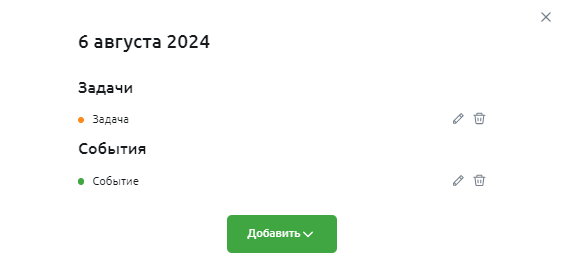 6 августа 2024
Задачи
Задача
События
Событие
Добавить